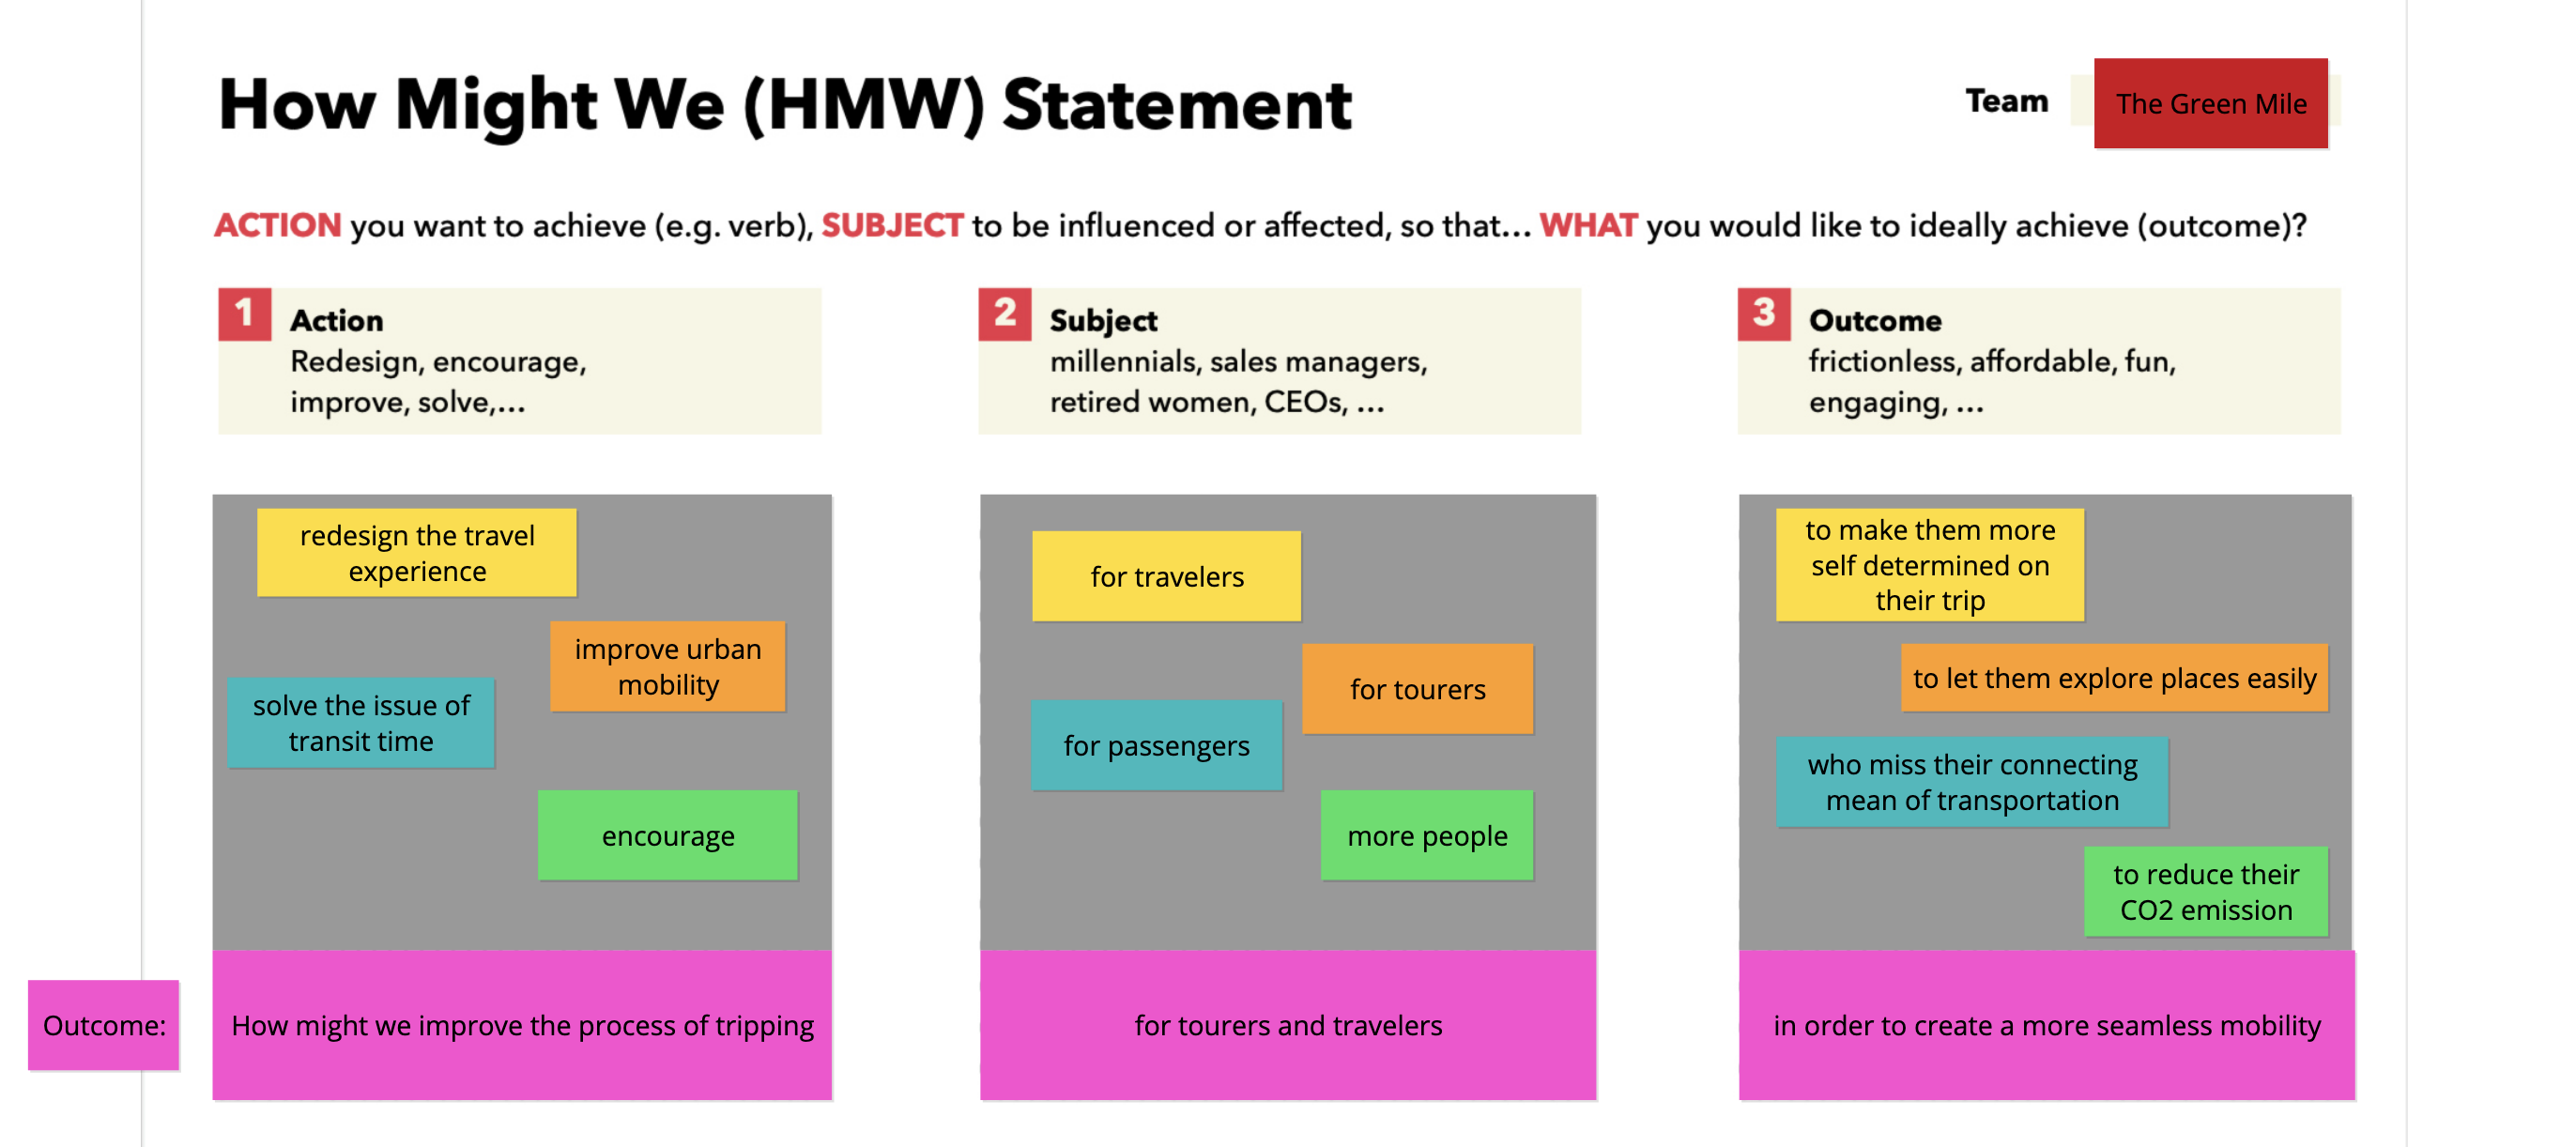 How Might We (HMW) Statement
Team
The Green Mile
ACTION you want to achieve (e.g. verb), SUBJECT to be influenced or affected, so that... WHAT you would like to ideally achieve (outcome)?
1
Action
Redesign, encourage,
improve, solve,...
2
Subject
millennials, sales managers,
retired women, CEOs, ...
3
Outcome
frictionless, affordable, fun,
engaging, ...
redesign the travel
experience
improve urban
mobility
solve the issue of
transit time
encourage
for travelers
for tourers
for passengers
more people
to make them more
self determined on
their trip
to let them explore places easily
who miss their connecting
mean of transportation
to reduce their
CO2 emission
Outcome:
How might we improve the process of tripping
for tourers and travelers
in order to create a more seamless mobility